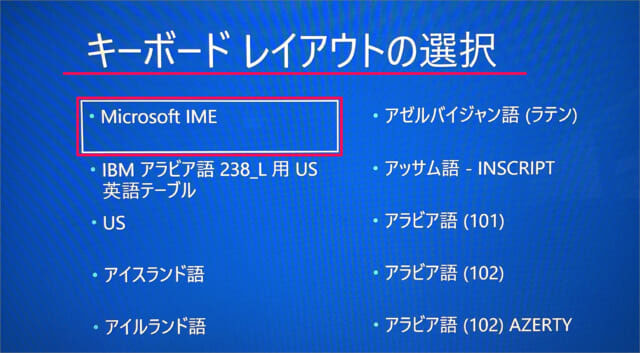 キーボード レイアウトの選択
Microsoft IME
IBM アラビア語 238_L 用 US
英語テーブル
US
アイスランド語
アイルランド語
アゼルバイジャン語 (ラテン)
アッサム語 - INSCRIPT
アラビア語 (101)
アラビア語 (102)
アラビア語 (102) AZERTY